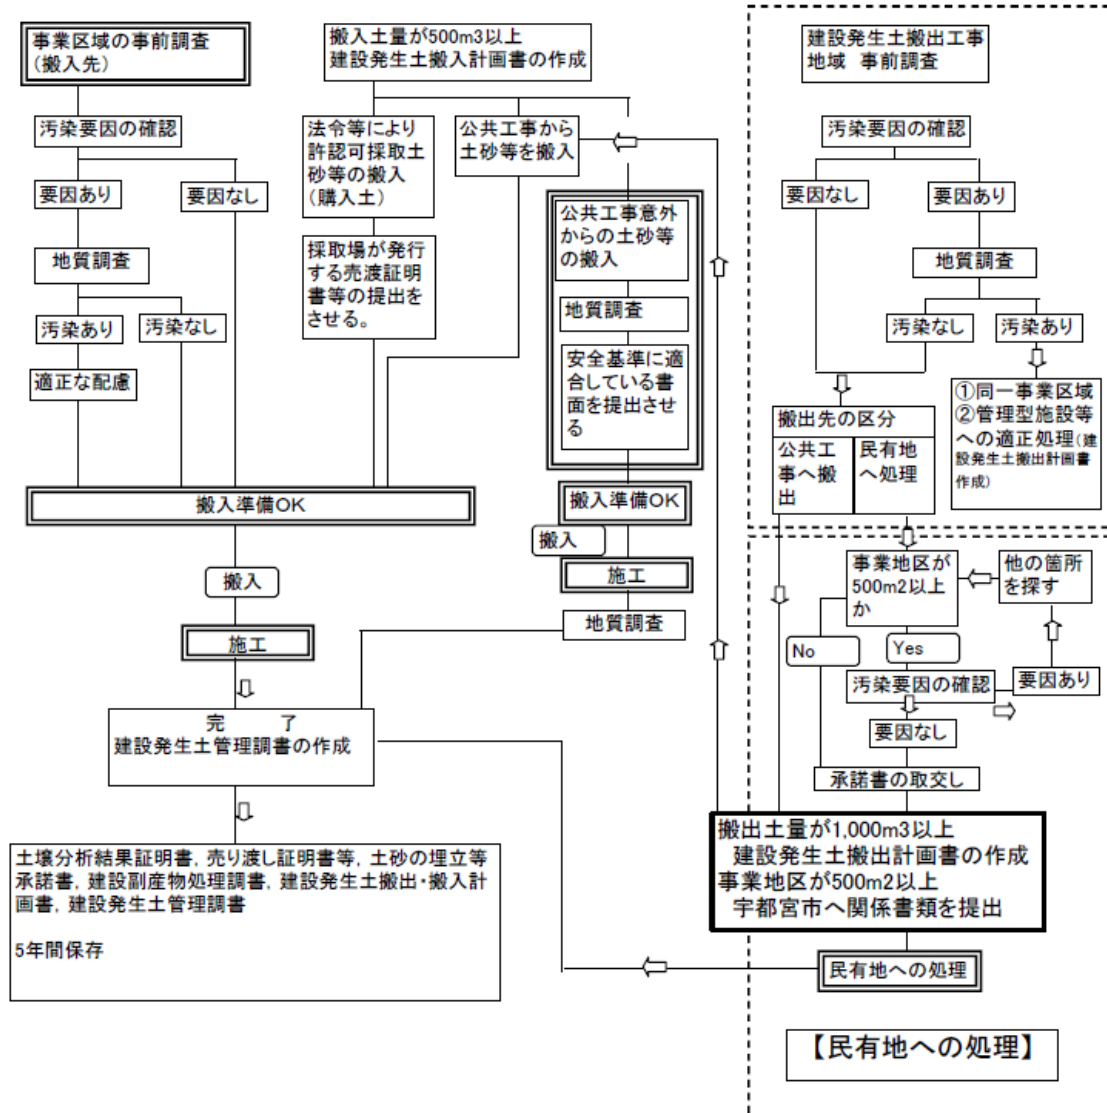 事業区域の事前調査
(搬入先)
汚染要因の確認
要因あり
要因なし
地質調査
汚染あり
汚染なし
適正な配慮
搬入土量が500m3以上
建設発生土搬入計画書の作成
法令等により
許認可採取土
砂等の搬入
(購入土)
公共工事から
土砂等を搬入
採取場が発行
する売渡証明
書等の提出を
させる。
公共工事意外
からの土砂等
の搬入
地質調査
安全基準に適
合している書
面を提出させ
る
搬入準備OK
搬入
施工
搬入準備OK
搬入
施工
地質調査
完 了
建設発生土管理調書の作成
土壌分析結果証明書, 売り渡し証明書等, 土砂の埋立等
承諾書, 建設副産物処理調書, 建設発生土搬出・搬入計
画書, 建設発生土管理調書
5年間保存
建設発生土搬出工事
地域 事前調査
汚染要因の確認
要因なし
要因あり
地質調査
汚染なし
汚染あり
①同一事業区域
②管理型施設等
への適正処理(建
設発生土搬出計画書
作成)
搬出先の区分
公共工
事へ搬
出
民有地
へ処理
事業地区が
500m2以上
か
他の箇所
を探す
No
Yes
汚染要因の確認
要因あり
要因なし
承諾書の取交し
搬出土量が1,000m3以上
建設発生土搬出計画書の作成
事業地区が500m2以上
宇都宮市へ関係書類を提出
民有地への処理
【民有地への処理】